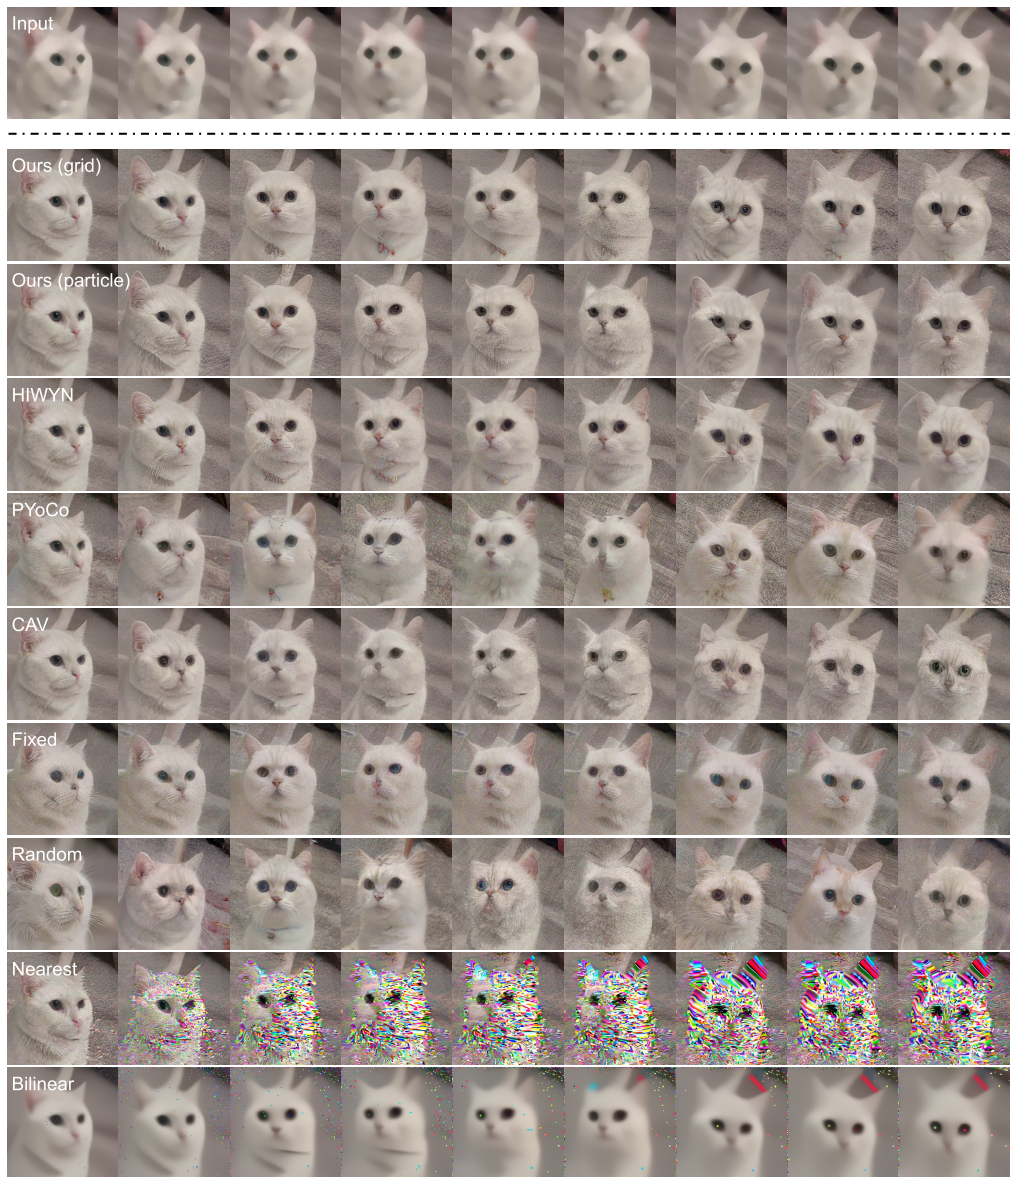 Input
Ours (grid)
Ours (particle)
HIWYN
PYoCo
CAV
Fixed
Random
Nearest
Bilinear